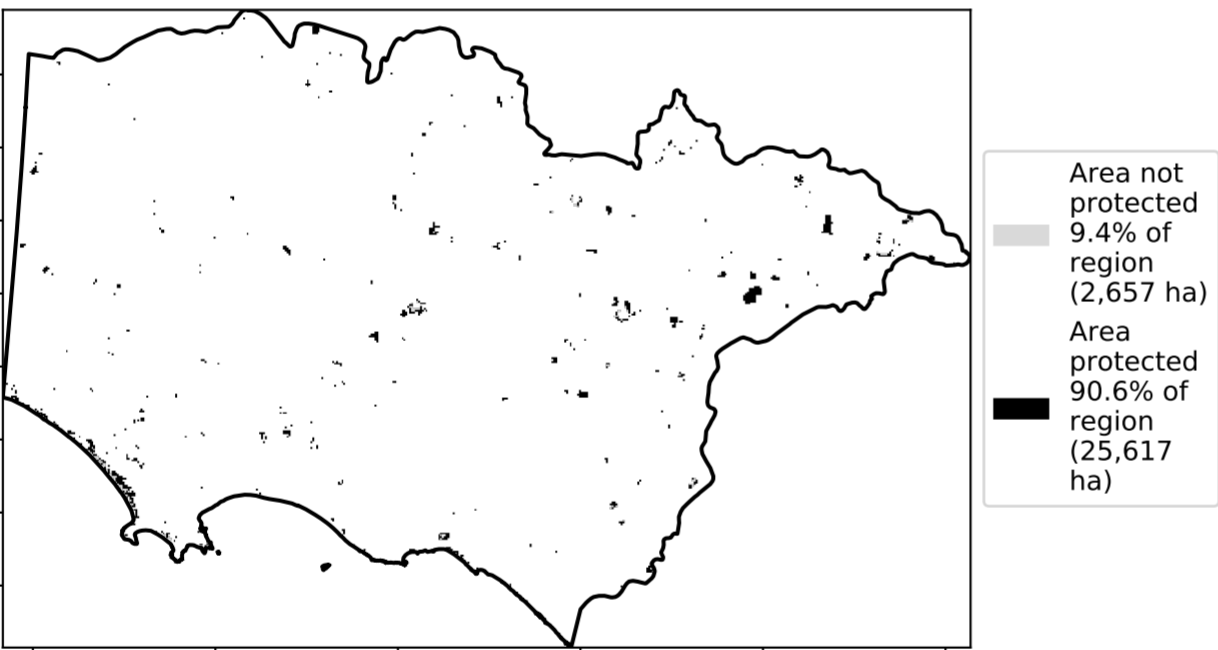 Area not
protected
9.4% of
region
(2,657 ha)
Area
protected
90.6% of
region
(25,617
ha)